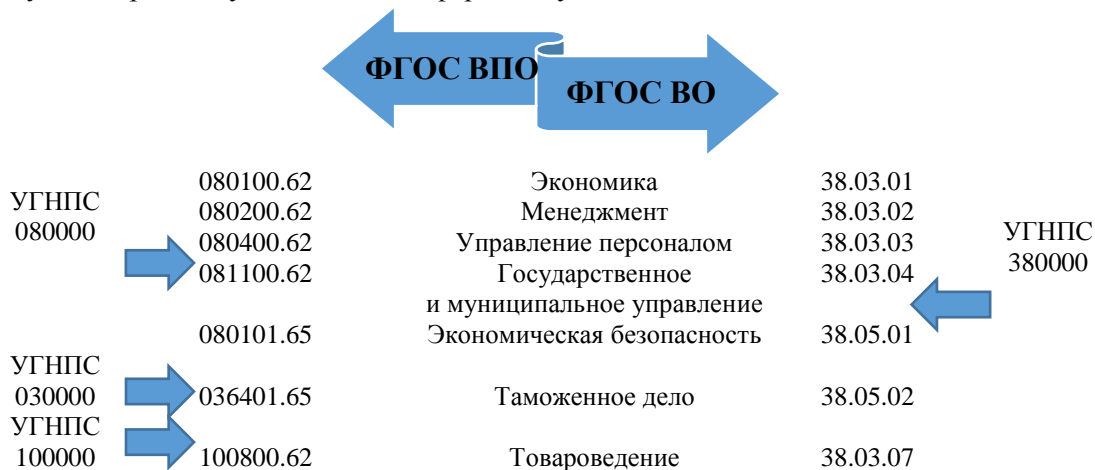 ФГОС ВПО
ФГОС ВО
УГНПС
080000
080100.62 Экономика 38.03.01
080200.62 Менеджмент 38.03.02
080400.62 Управление персоналом 38.03.03
081100.62 Государственное 38.03.04
и муниципальное управление
УГНПС
380000
080101.65 Экономическая безопасность 38.05.01
УГНПС
030000
036401.65 Таможенное дело 38.05.02
УГНПС
100000
100800.62 Товароведение 38.03.07